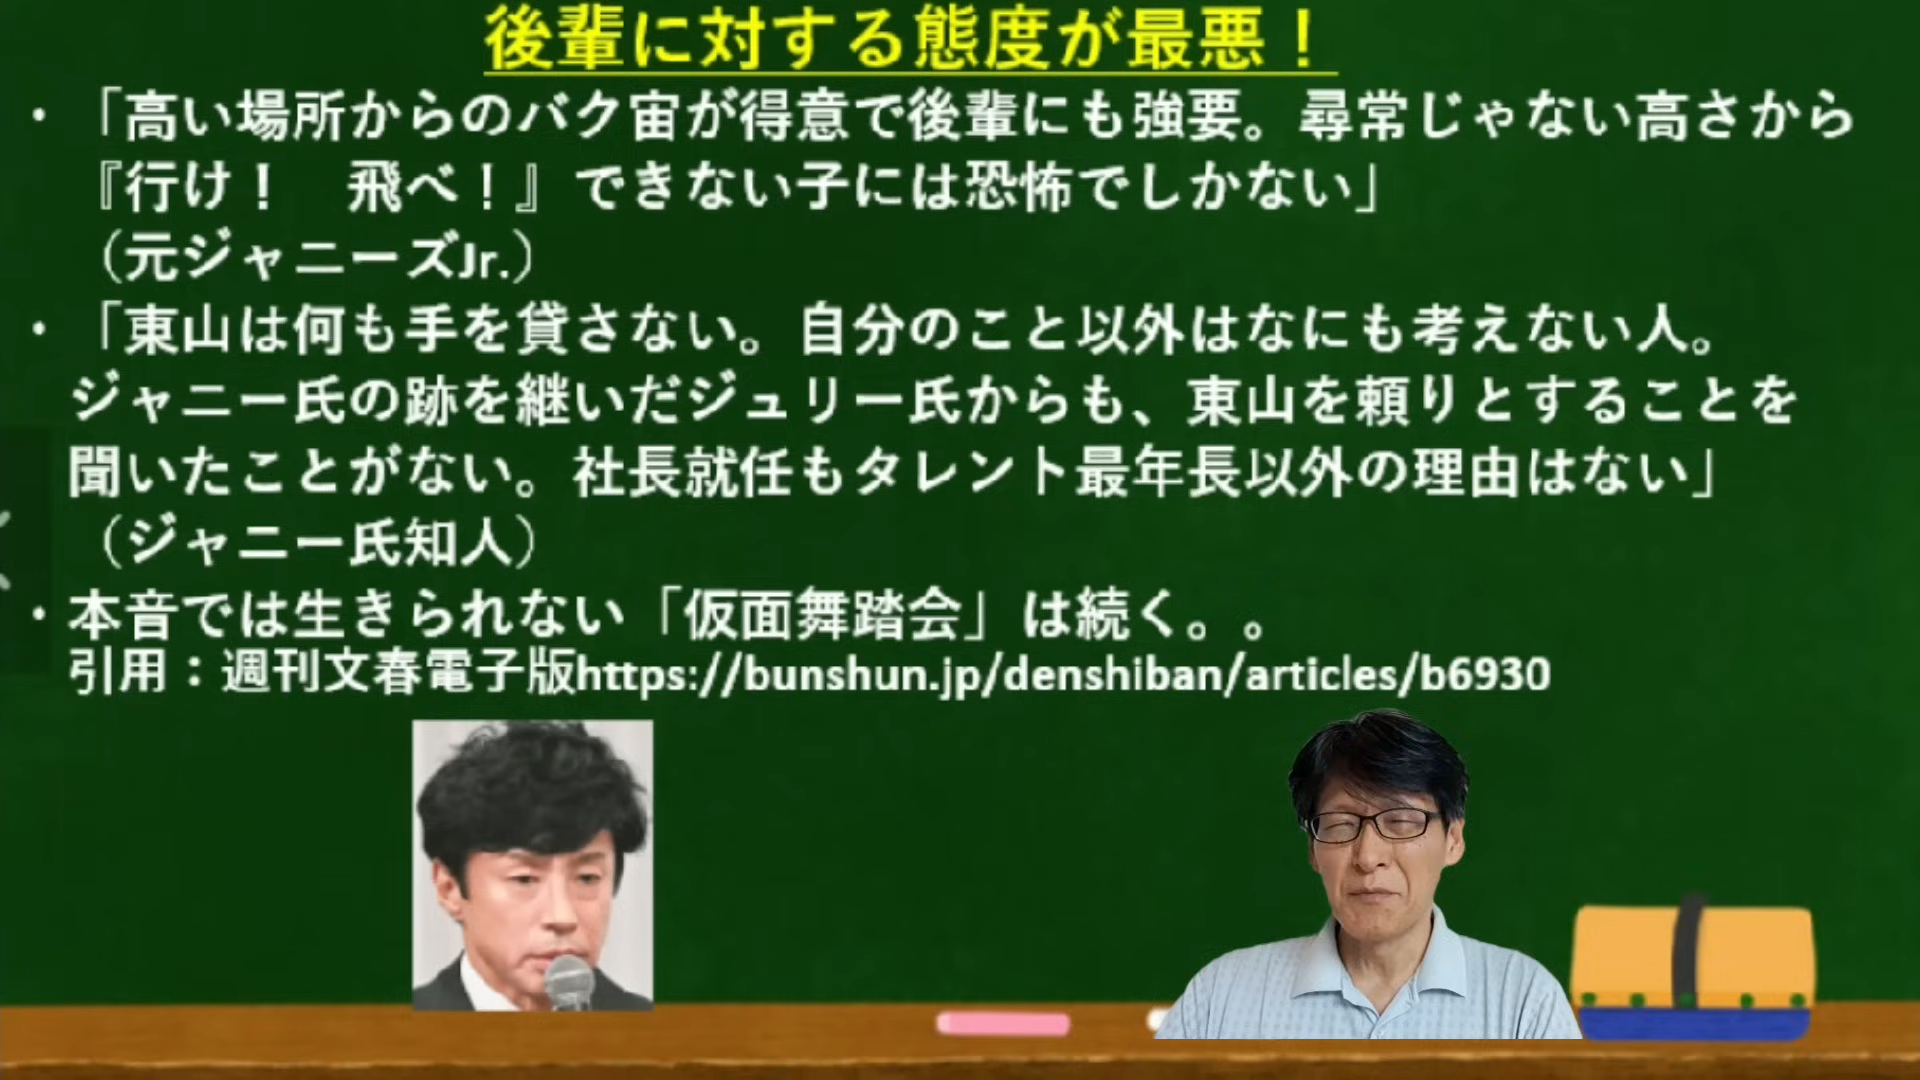 後輩に対する態度が最悪！
・「高い場所からのバク宙が得意で後輩にも強要。尋常じゃない高さから
『行け！　飛べ！』できない子には恐怖でしかない」
（元ジャニーズJr.）
・「東山は何も手を貸さない。自分のこと以外はなにも考えない人。
ジャニー氏の跡を継いだジュリー氏からも、東山を頼りとすることを
聞いたことがない。社長就任もタレント最年長以外の理由はない」
（ジャニー氏知人）
・本音では生きられない「仮面舞踏会」は続く。。
引用：週刊文春電子版https://bunshun.jp/denshiban/articles/b6930